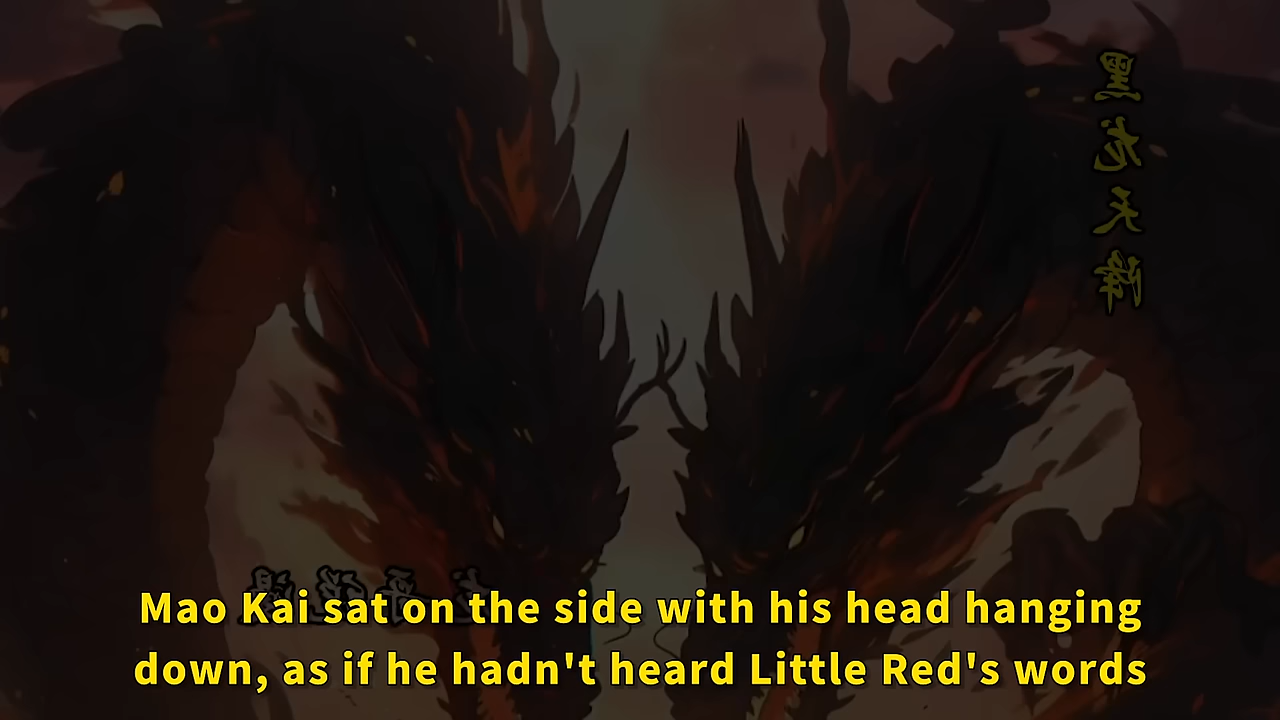 黑龙天降
Mao Kai sat on the side with his head hanging
down, as if he hadn't heard Little Red's words